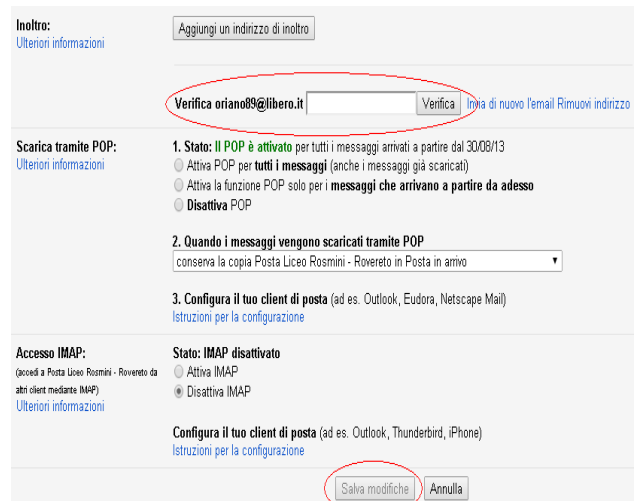 Inoltro:
Ulteriori informazioni
Aggiungi un indirizzo di inoltro
Verifica oriano89@libero.it Verifica Invia di nuovo l'email Rimuovi indirizzo
Scarica tramite POP:
Ulteriori informazioni
1. Stato: Il POP è attivato per tutti i messaggi arrivati a partire dal 30/08/13
Attiva POP per tutti i messaggi (anche i messaggi già scaricati)
Attiva la funzione POP solo per i messaggi che arrivano a partire da adesso
Disattiva POP
2. Quando i messaggi vengono scaricati tramite POP
conserva la copia Posta Liceo Rosmini - Rovereto in Posta in arrivo
3. Configura il tuo client di posta (ad es. Outlook, Eudora, Netscape Mail)
Istruzioni per la configurazione
Accesso IMAP:
(accedi a Posta Liceo Rosmini - Rovereto da
altri client mediante IMAP)
Ulteriori informazioni
Stato: IMAP disattivato
Attiva IMAP
Disattiva IMAP
Configura il tuo client di posta (ad es. Outlook, Thunderbird, iPhone)
Istruzioni per la configurazione
Salva modifiche Annulla